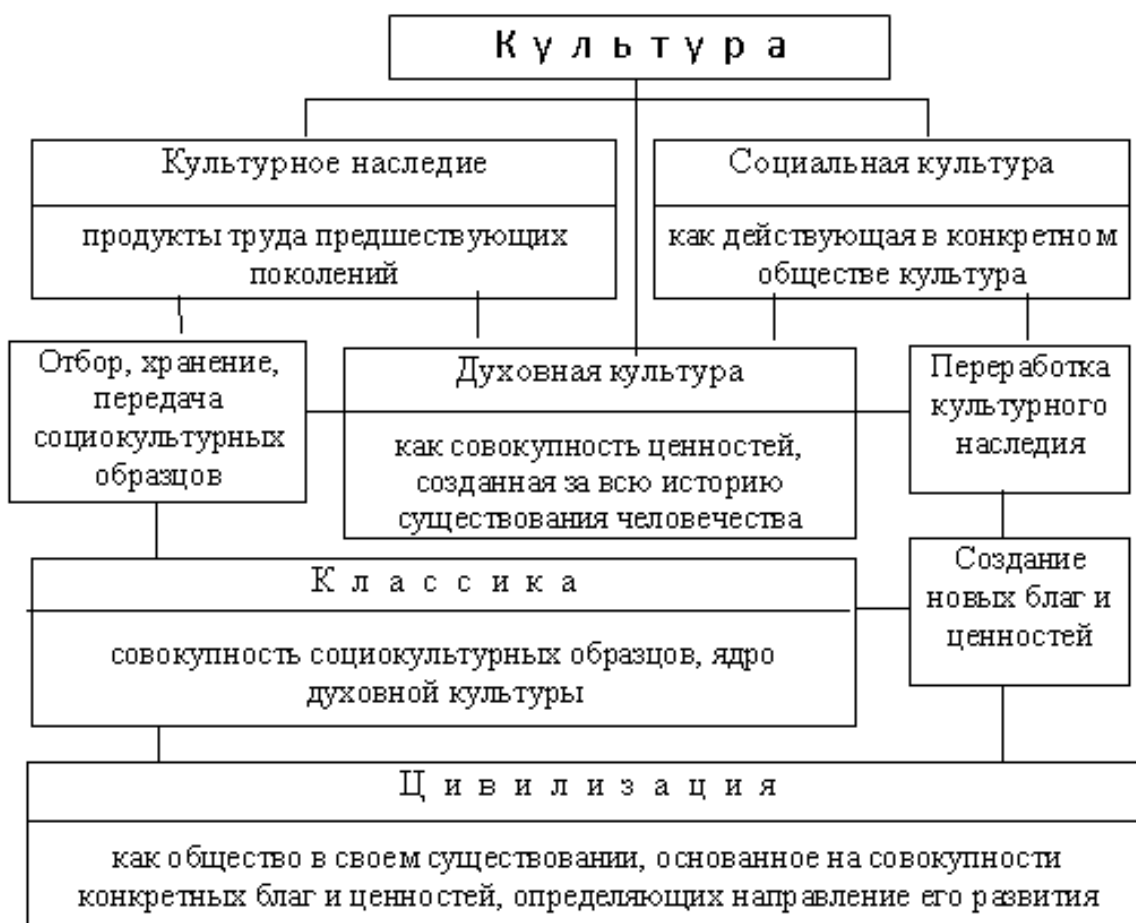 К у л ь т у р а
Культурное наследие
продукты труда предшествующих
поколений
Социальная культура
как действующая в конкретном
обществе культура
Отбор, хранение,
передача
социокультурных
образцов
Духовная культура
как совокупность ценностей,
созданная за всю историю
существования человечества
Переработка
культурного
наследия
К л а с с и к а
совокупность социокультурных образцов, ядро
духовной культуры
Создание
новых благ и
ценностей
Ц и в и л и з а ц и я
как общество в своем существовании, основанное на совокупности
конкретных благ и ценностей, определяющих направление его развития